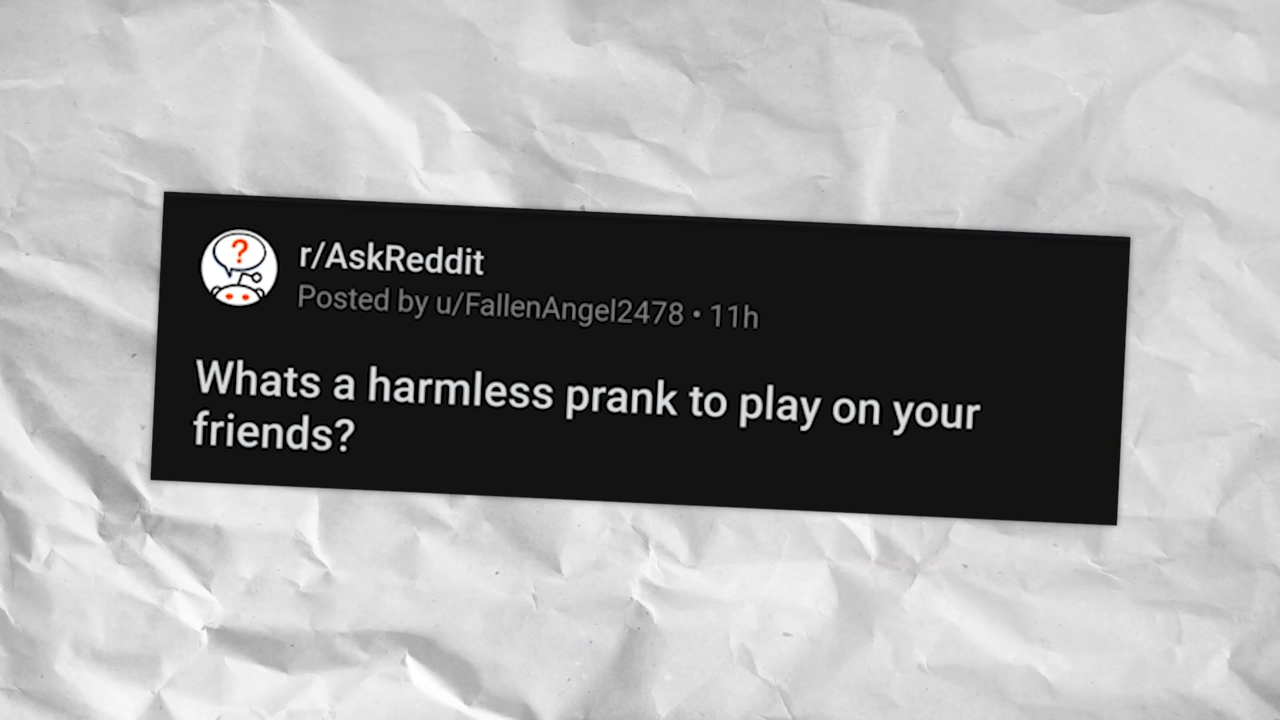 r/AskReddit
Posted by u/FallenAngel2478 • 11h
Whats a harmless prank to play on your
friends?